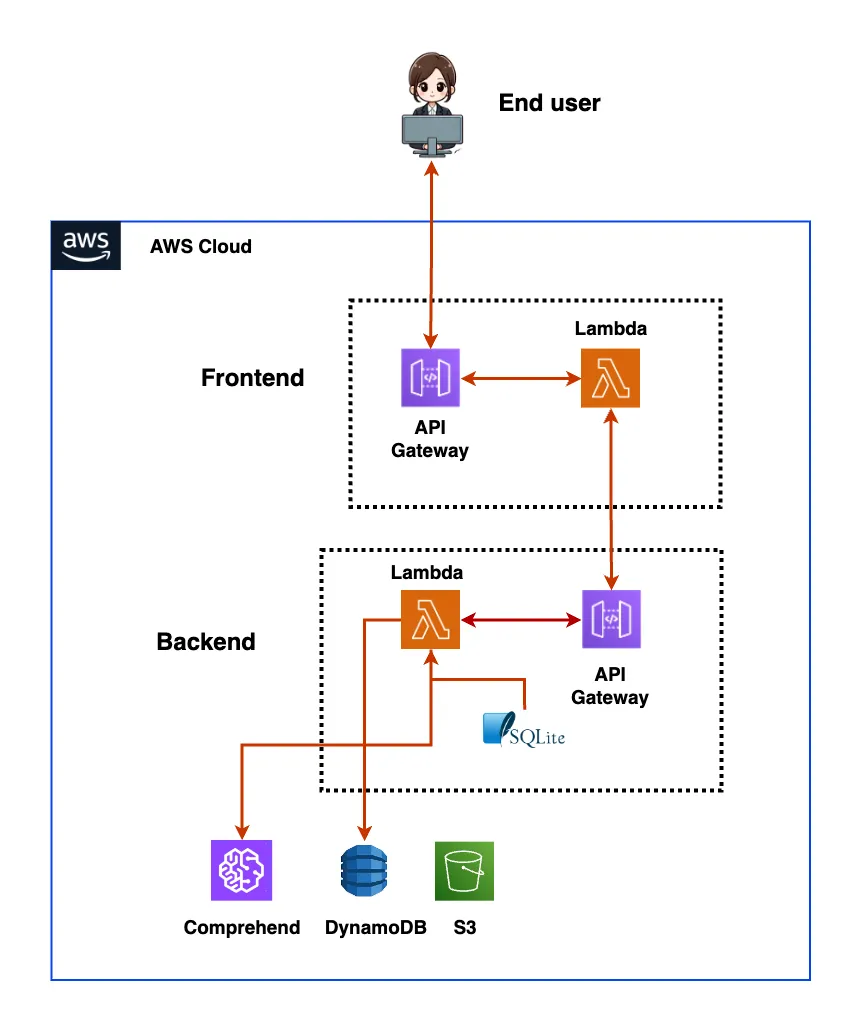 End user
aws
AWS Cloud
Lambda
Frontend
API
Gateway
Lambda
Backend
API
Gateway
SQLite
Comprehend
DynamoDB
S3